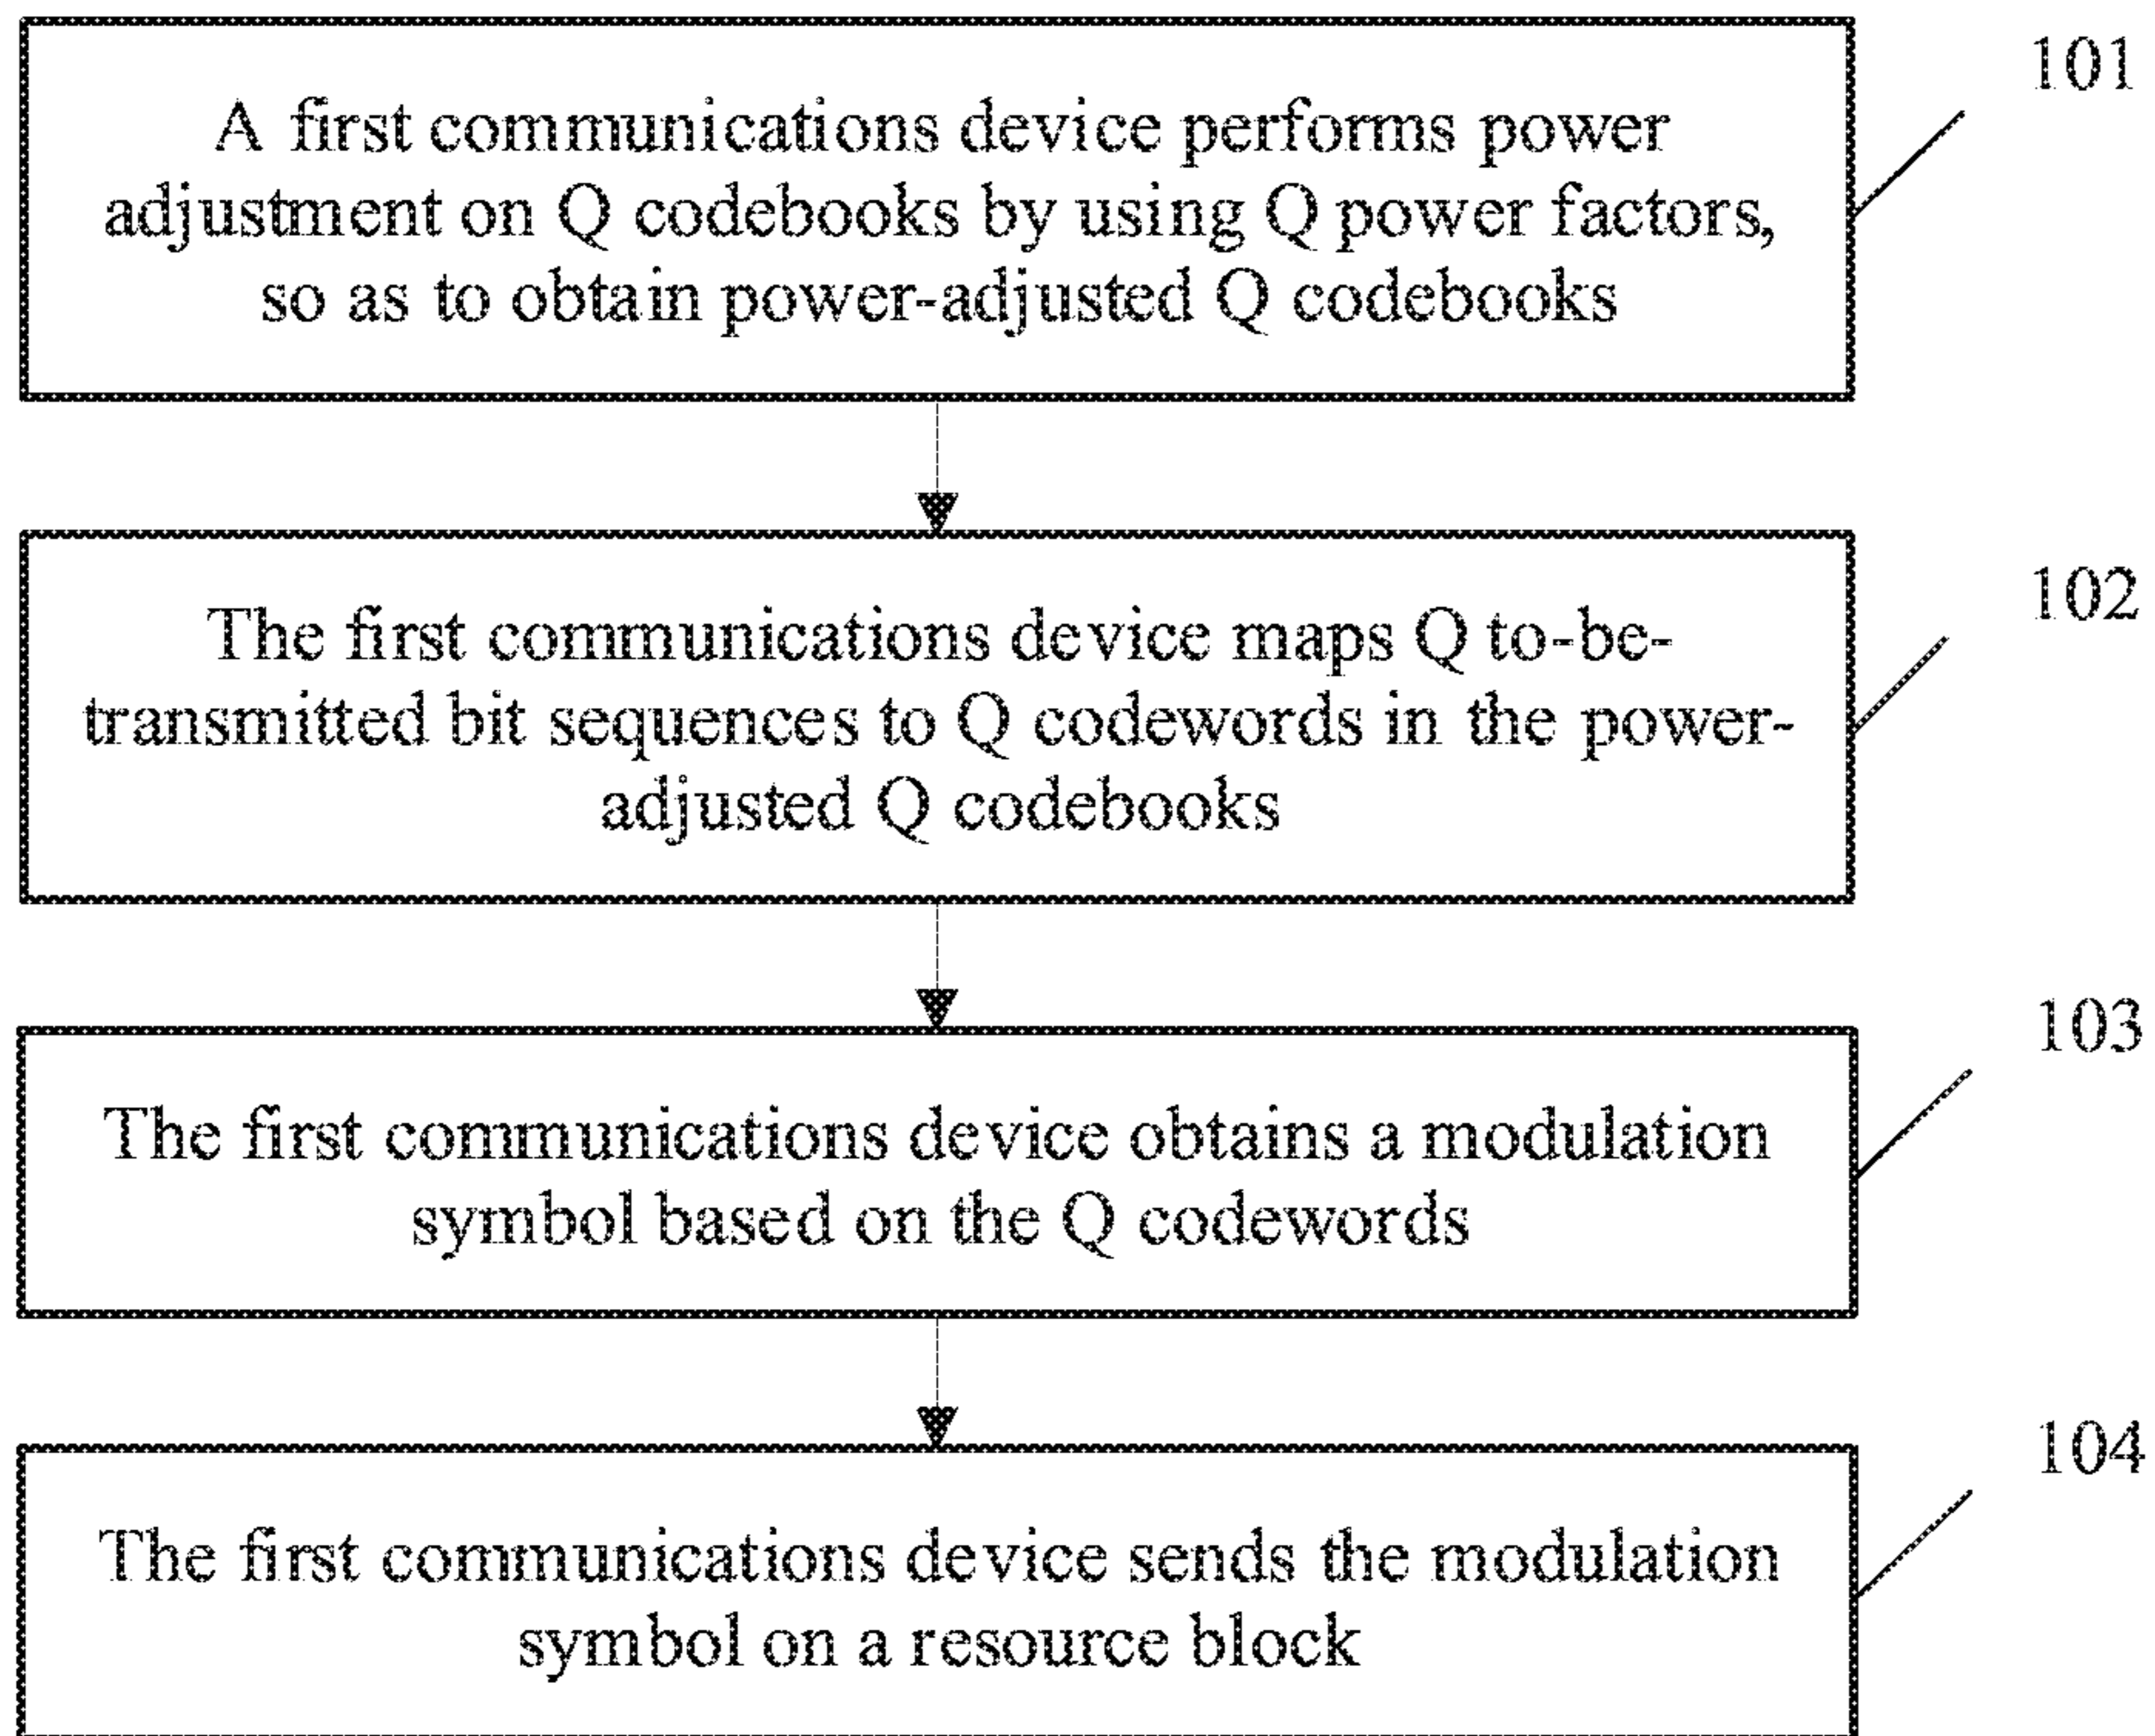 101
A first communications device performs power
adjustment on Q codebooks by using Q power factors,
so as to obtain power-adjusted Q codebooks
102
The first communications device maps Q to-be-
transmitted bit sequences to Q codewords in the power-
adjusted Q codebooks
103
The first communications device obtains a modulation
symbol based on the Q codewords
104
The first communications device sends the modulation
symbol on a resource block